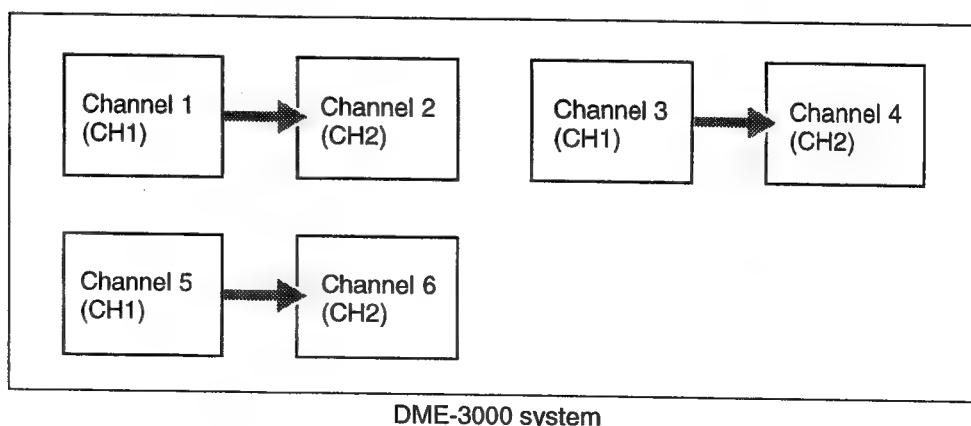 Channel 1
(CH1)
Channel 2
(CH2)
Channel 3
(CH1)
Channel 4
(CH2)
Channel 5
(CH1)
Channel 6
(CH2)
DME-3000 system